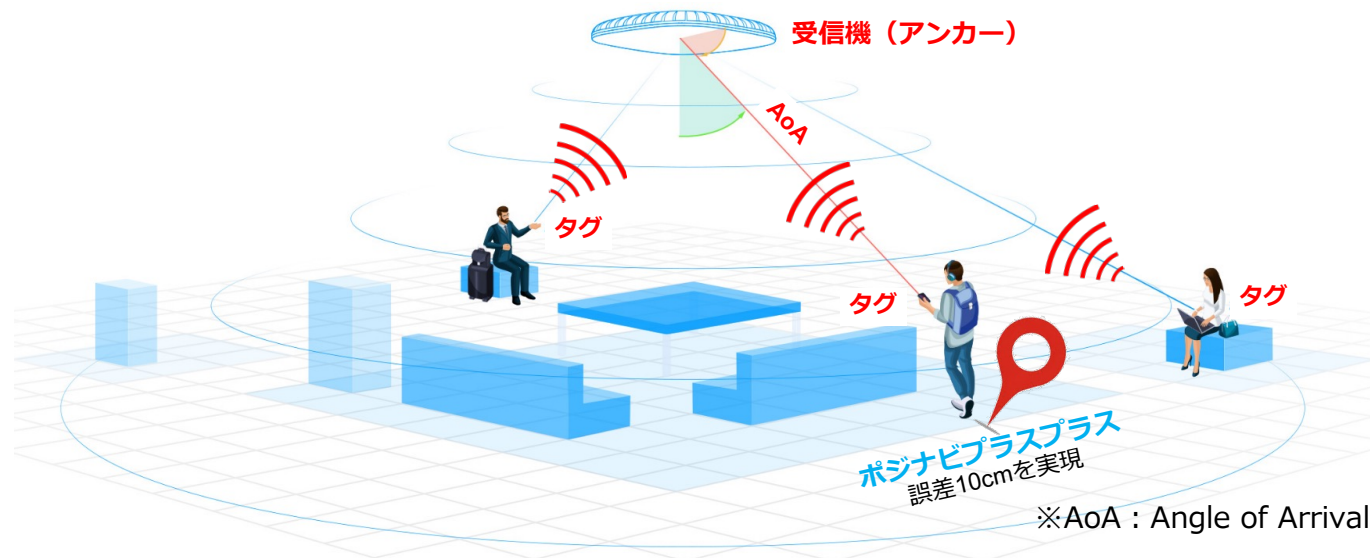 受信機（アンカー）
AoA
タグ
タグ
タグ
ポジナビプラスプラス
誤差10cmを実現
※AoA：Angle of Arrival